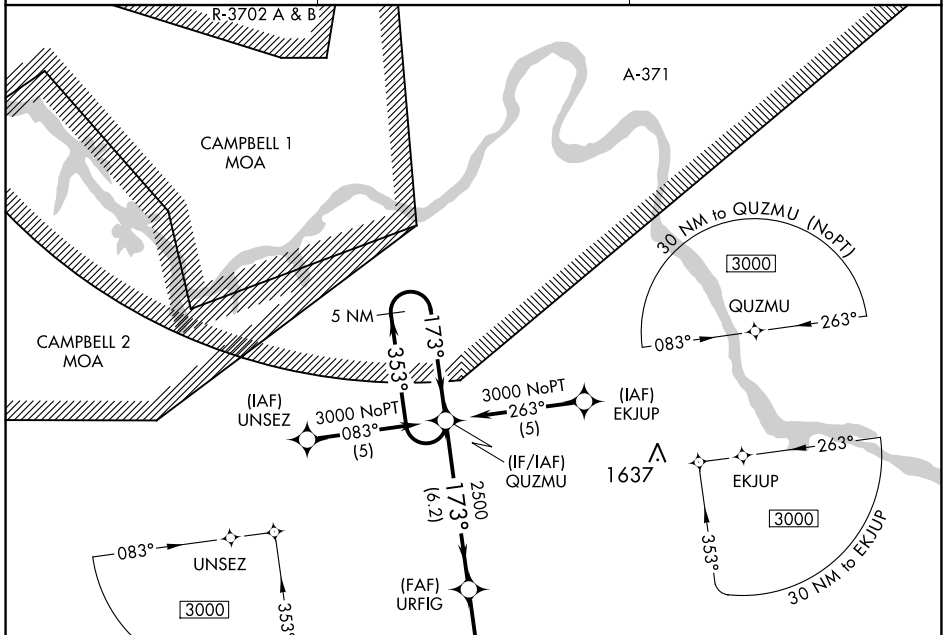 R-3702 A & B
A-371
CAMPBELL 1
MOA
30 NM to QUZMU (NoPT)
3000
QUZMU
083°
263°
5 NM
173°
353°
CAMPBELL 2
MOA
(IAF)
UNSEZ
3000 NoPT
083°
(5)
3000 NoPT
263°
(5)
(IAF)
EKJUP
(IF/IAF)
QUZMU
1637
263°
EKJUP
3000
353°
30 NM to EKJUP
2500
173°
(6.2)
083°
UNSEZ
3000
353°
(FAF)
URFIG